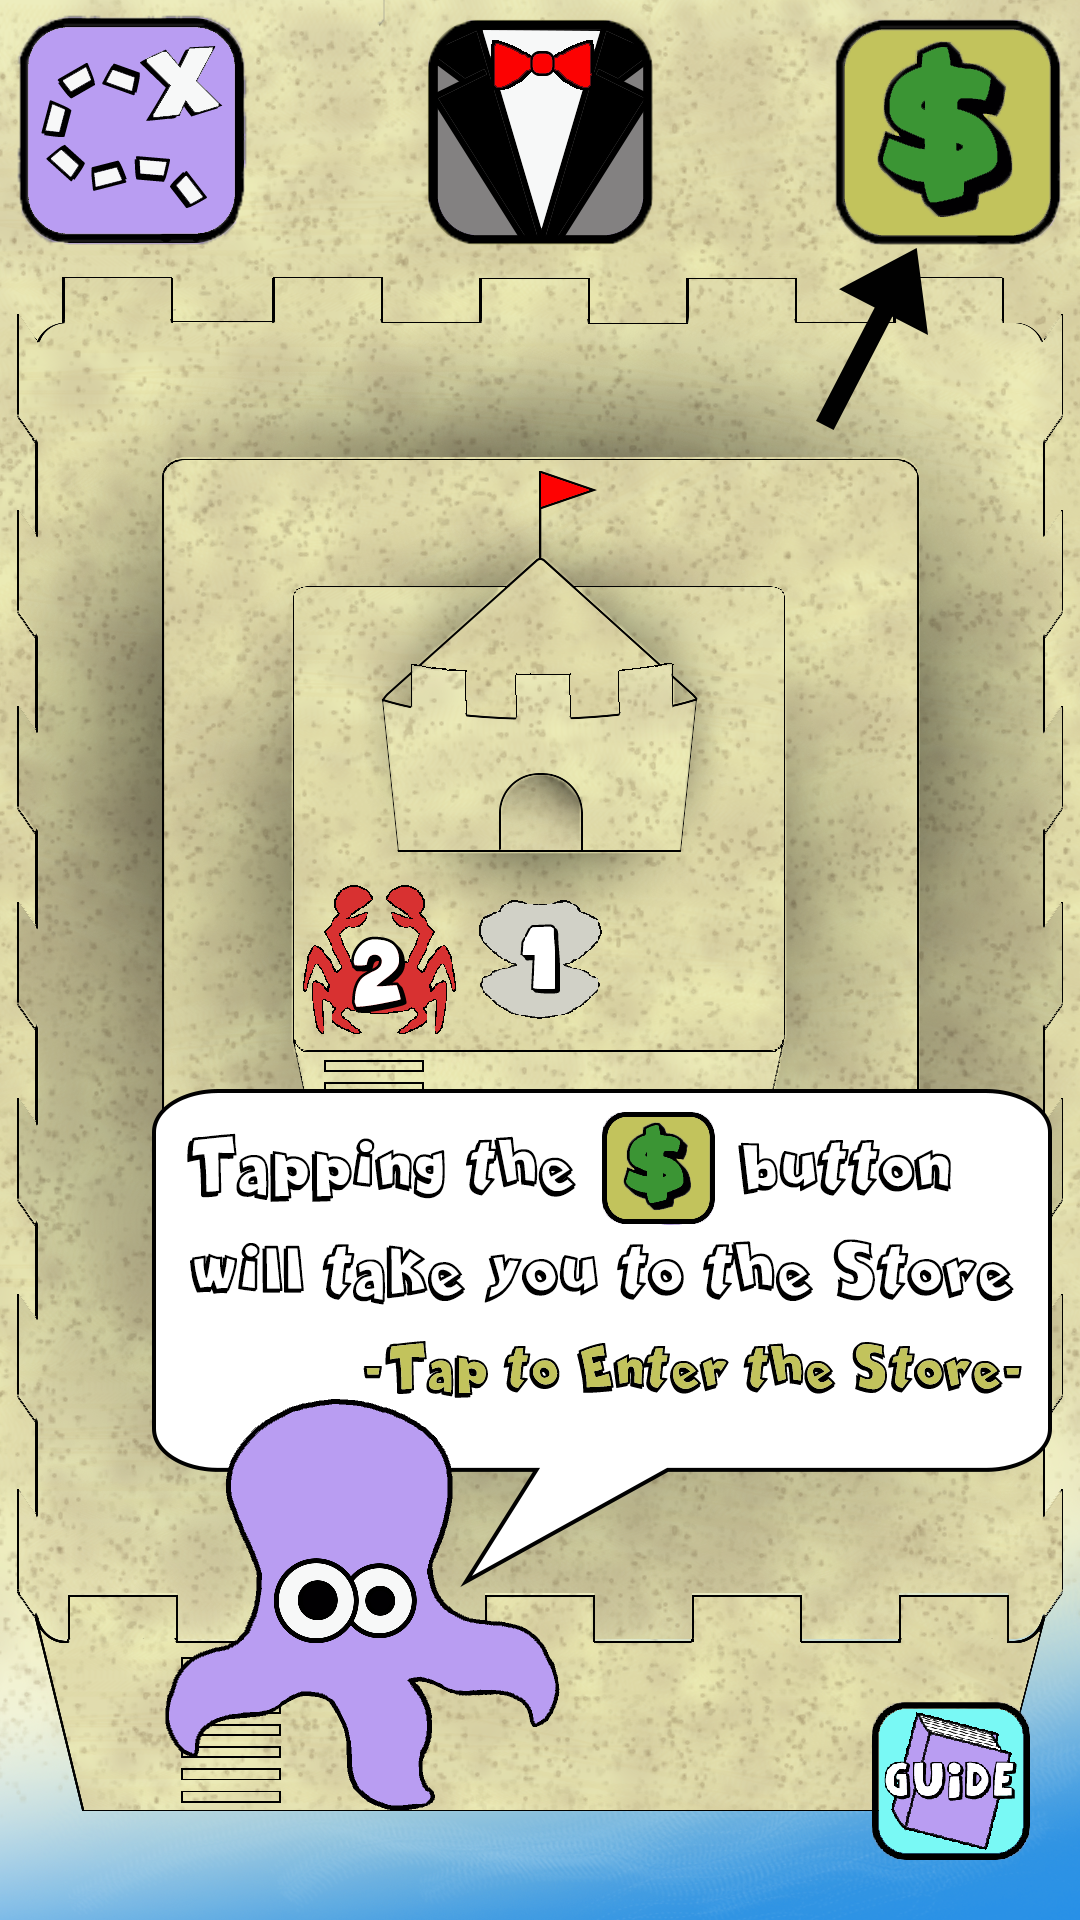 X
$
2
1
Tapping the $ button
will take you to the Store
-Tap to Enter the Store-
GUiDE